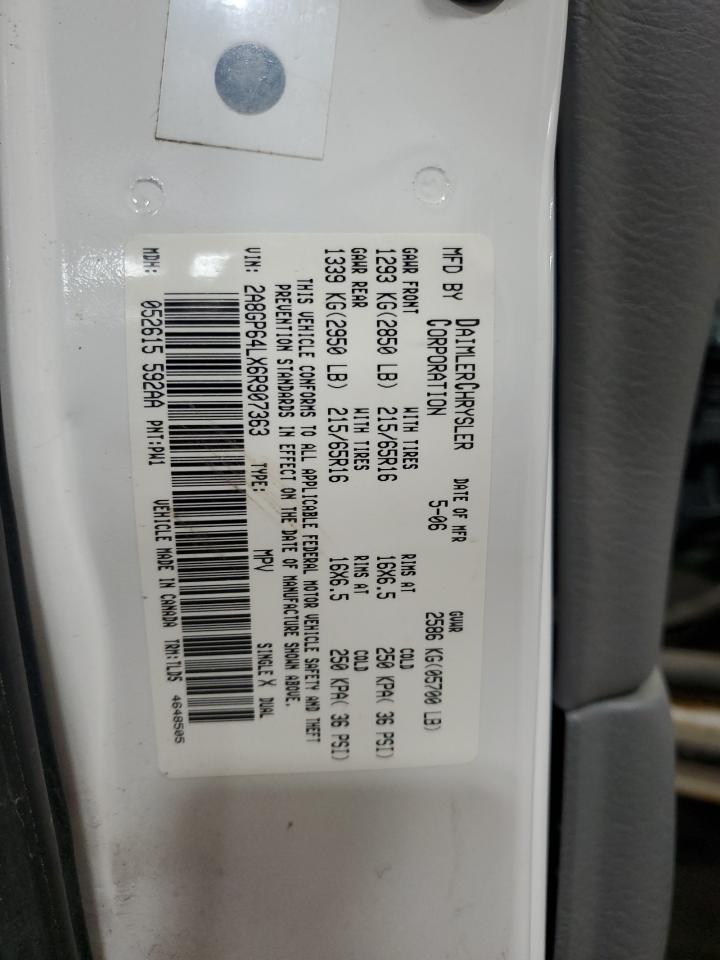 MFD BY DAIMLERCHRYSLER CORPORATION DATE OF MFR 5-06 GVWR 2586 KG(05700 LB)
GAWR FRONT WITH TIRES RIMS AT COLD
1293 KG(2850 LB) 215/65R16 16X6.5 250 KPA( 36 PSI)
GAWR REAR WITH TIRES RIMS AT COLD
1339 KG(2950 LB) 215/65R16 16X6.5 250 KPA( 36 PSI)
THIS VEHICLE CONFORMS TO ALL APPLICABLE FEDERAL MOTOR VEHICLE SAFETY AND THEFT
PREVENTION STANDARDS IN EFFECT ON THE DATE OF MANUFACTURE SHOWN ABOVE.
VIN: 2A8GP64LX6R907363 TYPE: MPV SINGLE X DUAL
MDH: 052615 592AA PNT:PW1 VEHICLE MADE IN CANADA TRM:TLD5 4648505